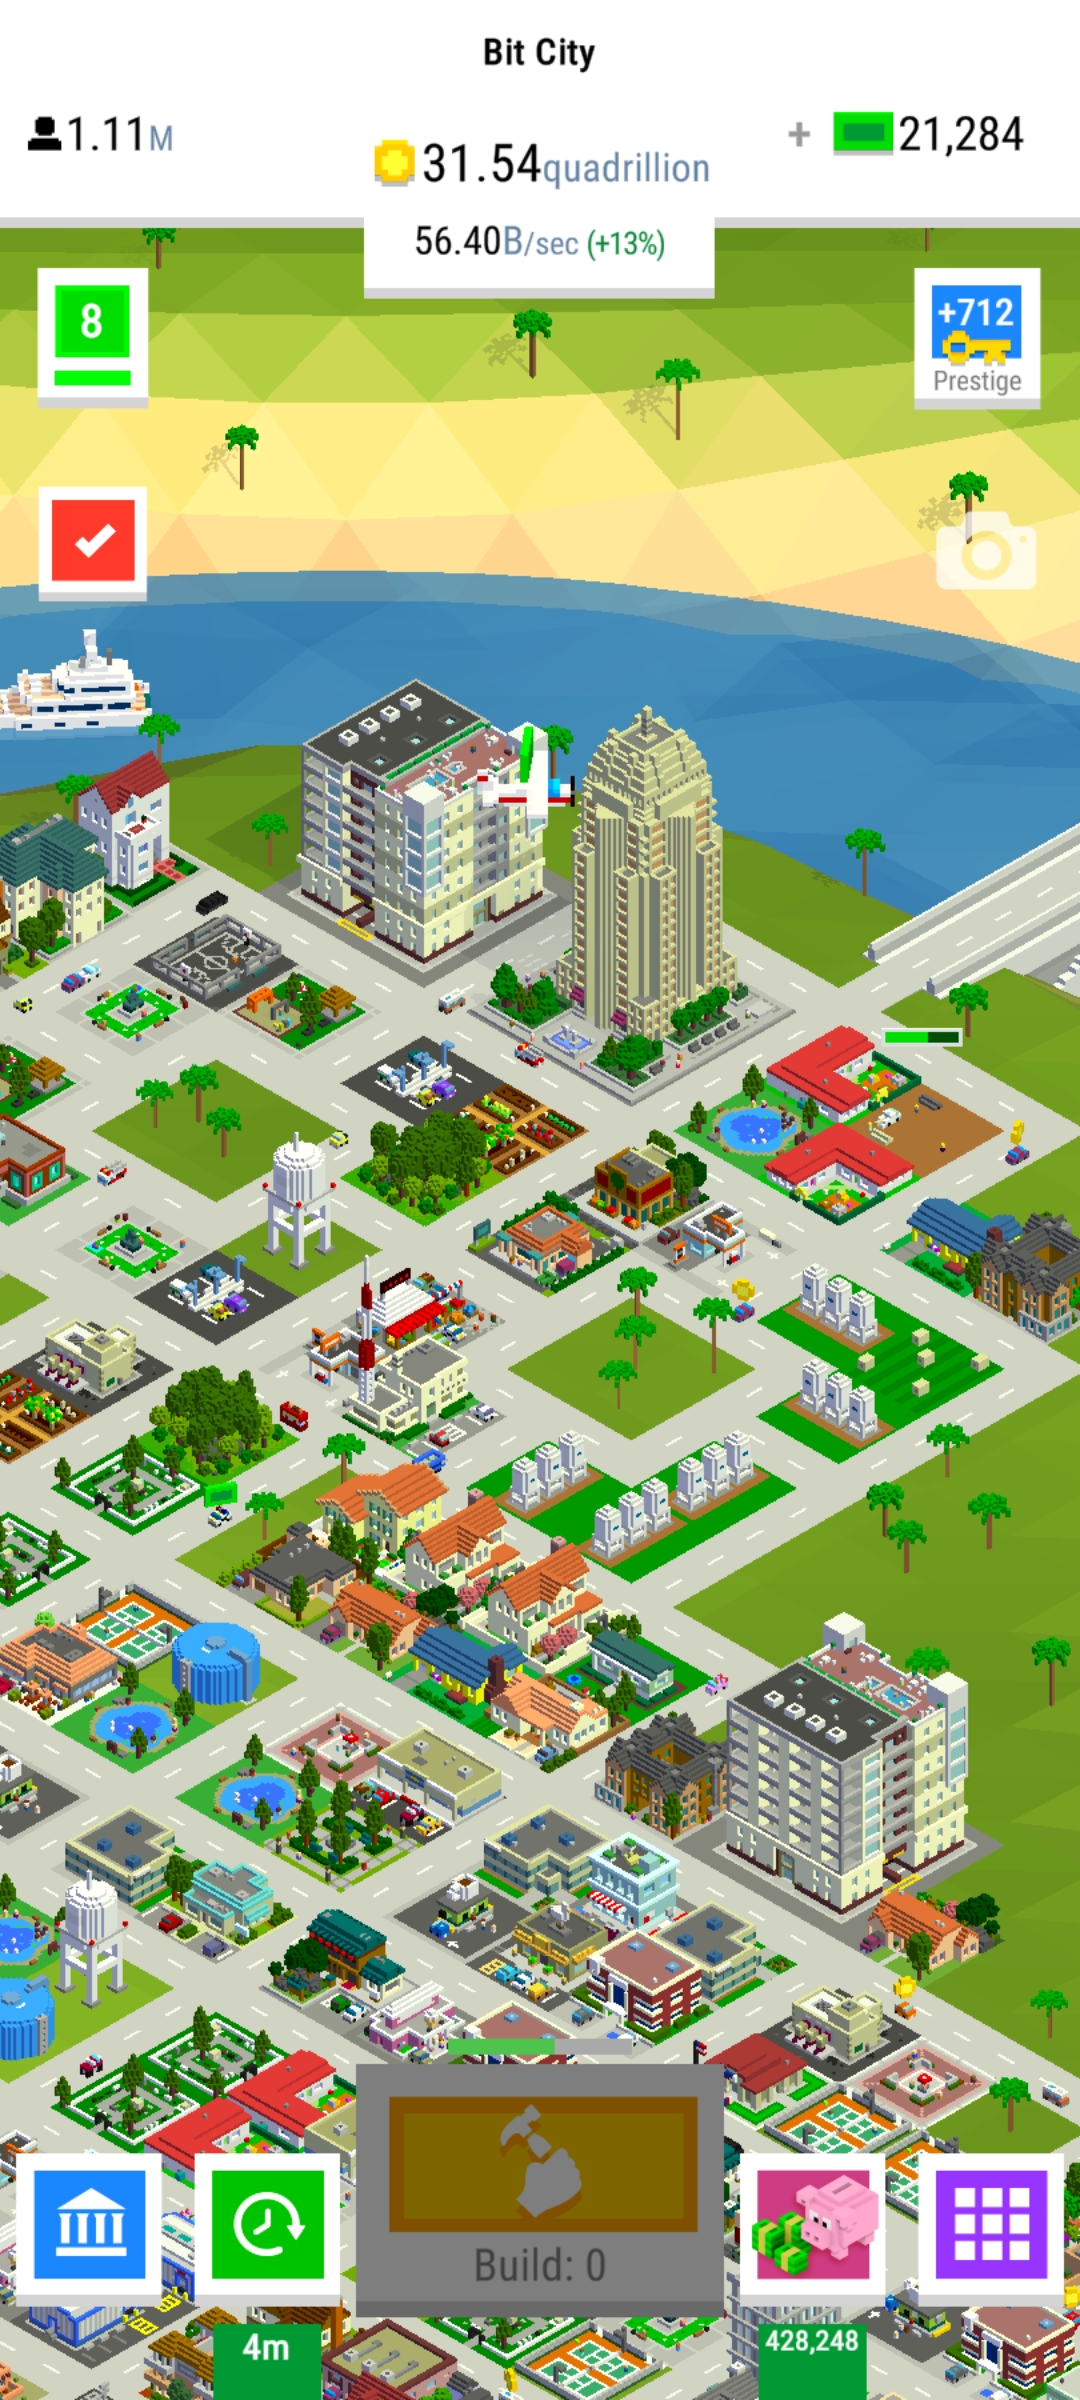 Bit City
1.11M
31.54quadrillion
+ 21,284
56.40B/sec (+13%)
8
+712
Prestige
Build: 0
4m
428,248